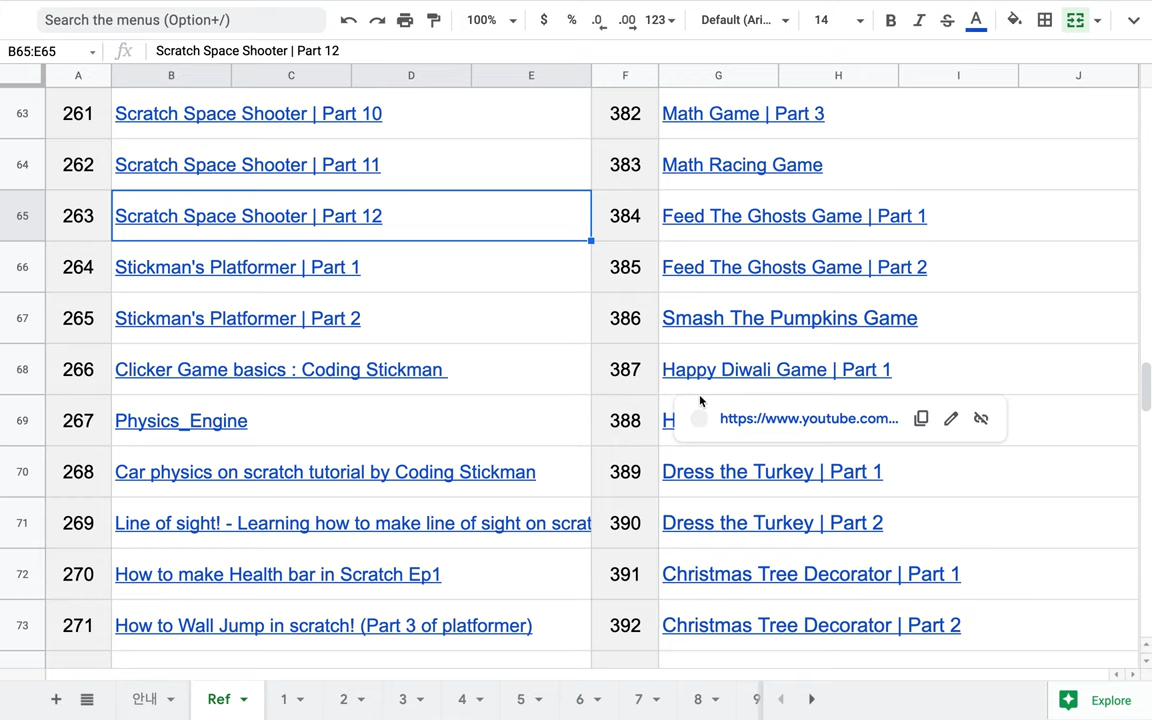 Search the menus (Option+/)
100%
$
%
.0
.00
123
Default (Ari...
14
B
I
S
A
B65:E65
fx
Scratch Space Shooter | Part 12
A B C D E F G H I J
63 261 Scratch Space Shooter | Part 10 382 Math Game | Part 3
64 262 Scratch Space Shooter | Part 11 383 Math Racing Game
65 263 Scratch Space Shooter | Part 12 384 Feed The Ghosts Game | Part 1
66 264 Stickman's Platformer | Part 1 385 Feed The Ghosts Game | Part 2
67 265 Stickman's Platformer | Part 2 386 Smash The Pumpkins Game
68 266 Clicker Game basics : Coding Stickman 387 Happy Diwali Game | Part 1
69 267 Physics_Engine 388 H https://www.youtube.com...
70 268 Car physics on scratch tutorial by Coding Stickman 389 Dress the Turkey | Part 1
71 269 Line of sight! - Learning how to make line of sight on scrat 390 Dress the Turkey | Part 2
72 270 How to make Health bar in Scratch Ep1 391 Christmas Tree Decorator | Part 1
73 271 How to Wall Jump in scratch! (Part 3 of platformer) 392 Christmas Tree Decorator | Part 2
+ 안내 Ref 1 2 3 4 5 6 7 8 9 Explore